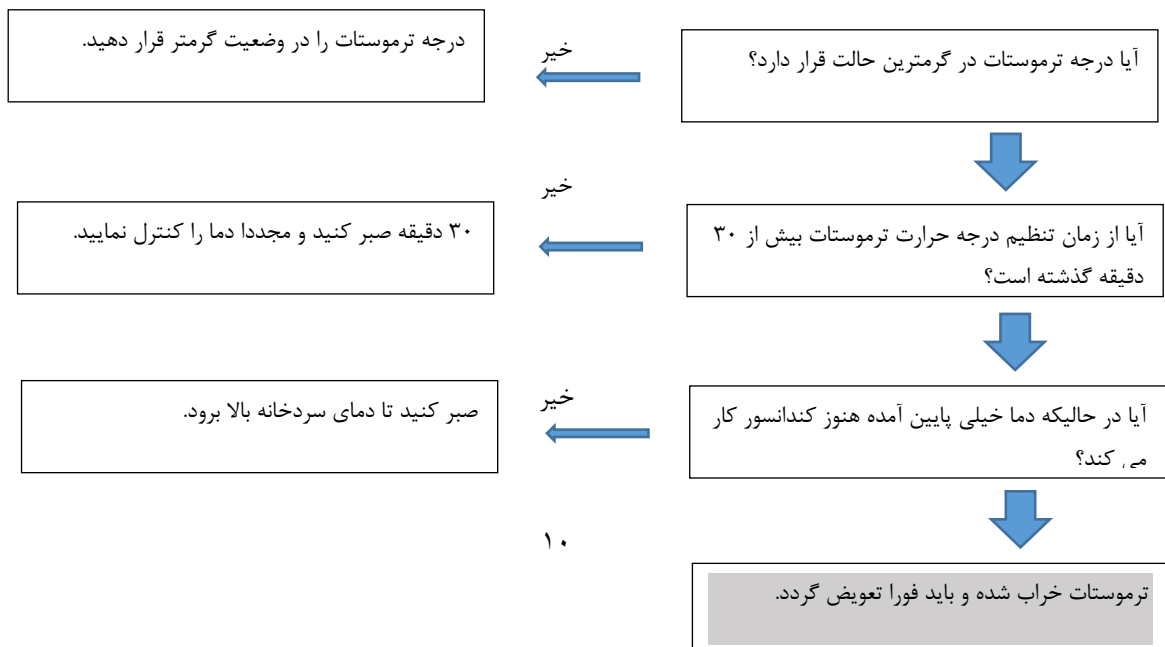 آیا درجه ترموستات در گرمترین حالت قرار دارد؟
خیر
درجه ترموستات را در وضعیت گرمتر قرار دهید.
آیا از زمان تنظیم درجه حرارت ترموستات بیش از ۳۰
دقیقه گذشته است؟
خیر
۳۰ دقیقه صبر کنید و مجددا دما را کنترل نمایید.
آیا در حالیکه دما خیلی پایین آمده هنوز کندانسور کار
می کند؟
خیر
صبر کنید تا دمای سردخانه بالا برود.
ترموستات خراب شده و باید فورا تعویض گردد.
۱۰